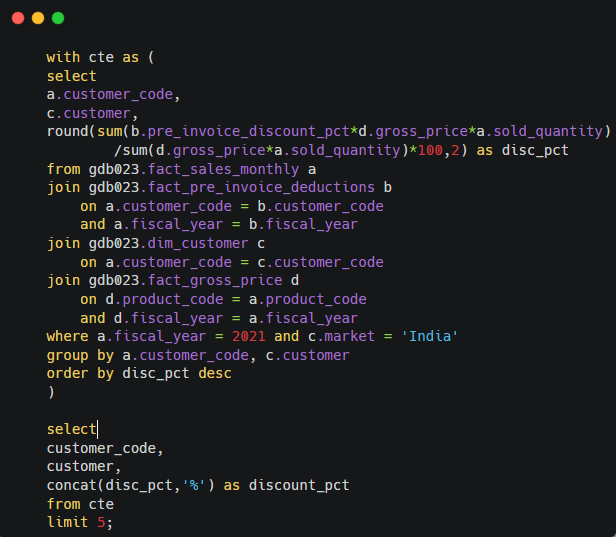 with cte as (
select
a.customer_code,
c.customer,
round(sum(b.pre_invoice_discount_pct*d.gross_price*a.sold_quantity)
/sum(d.gross_price*a.sold_quantity)*100,2) as disc_pct
from gdb023.fact_sales_monthly a
join gdb023.fact_pre_invoice_deductions b
on a.customer_code = b.customer_code
and a.fiscal_year = b.fiscal_year
join gdb023.dim_customer c
on a.customer_code = c.customer_code
join gdb023.fact_gross_price d
on d.product_code = a.product_code
and d.fiscal_year = a.fiscal_year
where a.fiscal_year = 2021 and c.market = 'India'
group by a.customer_code, c.customer
order by disc_pct desc
)
select
customer_code,
customer,
concat(disc_pct,'%') as discount_pct
from cte
limit 5;